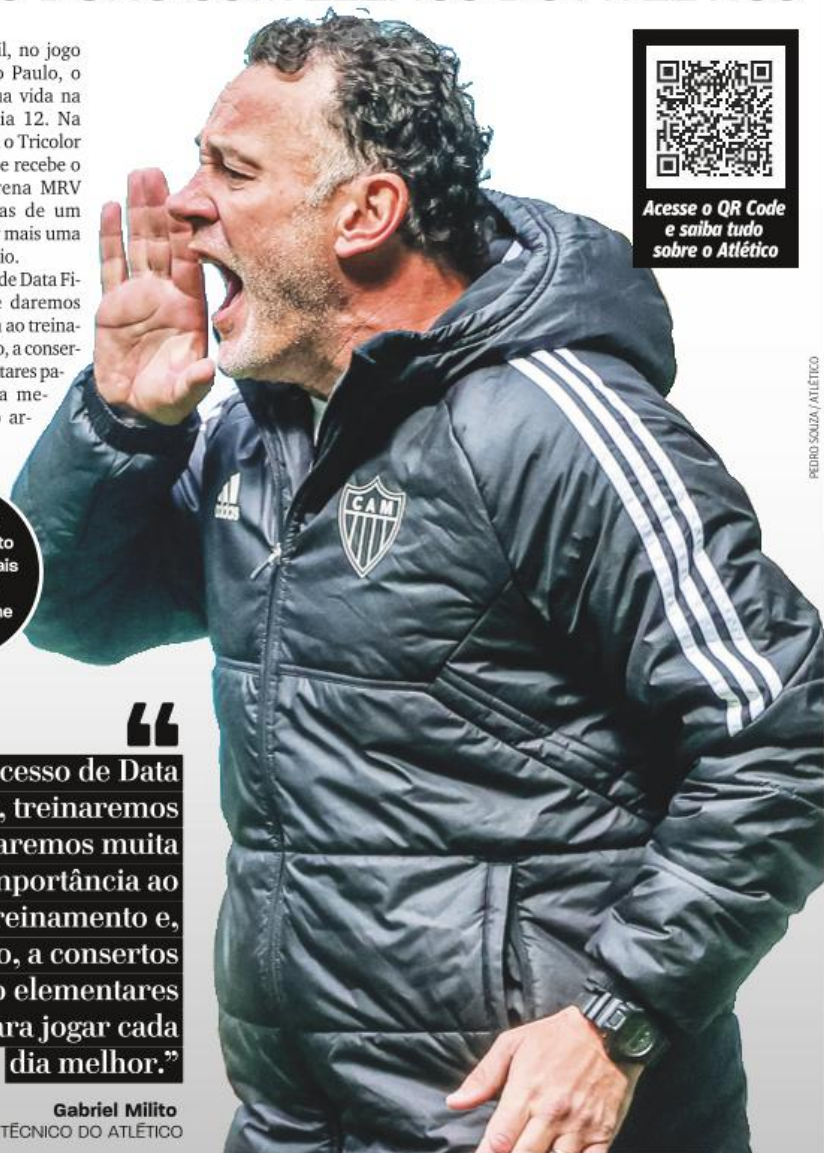 il, no jogo
o Paulo, o
ua vida na
ia 12. Na
o Tricolor
e recebe o
rena MRV
as de um
mais uma
io.
de Data Fi-
e daremos
ao treina-
o, a conser-
tares pa-
a me-
ar-
to
ais
ne
“
cesso de Data
, treinaremos
aremos muita
mportância ao
reinamento e,
o, a consertos
o elementares
ara jogar cada
dia melhor.”
Gabriel Milito
TÉCNICO DO ATLÉTICO
adidas
CAM
Acesse o QR Code
e saiba tudo
sobre o Atlético
PEDRO SOUZA / ATLÉTICO